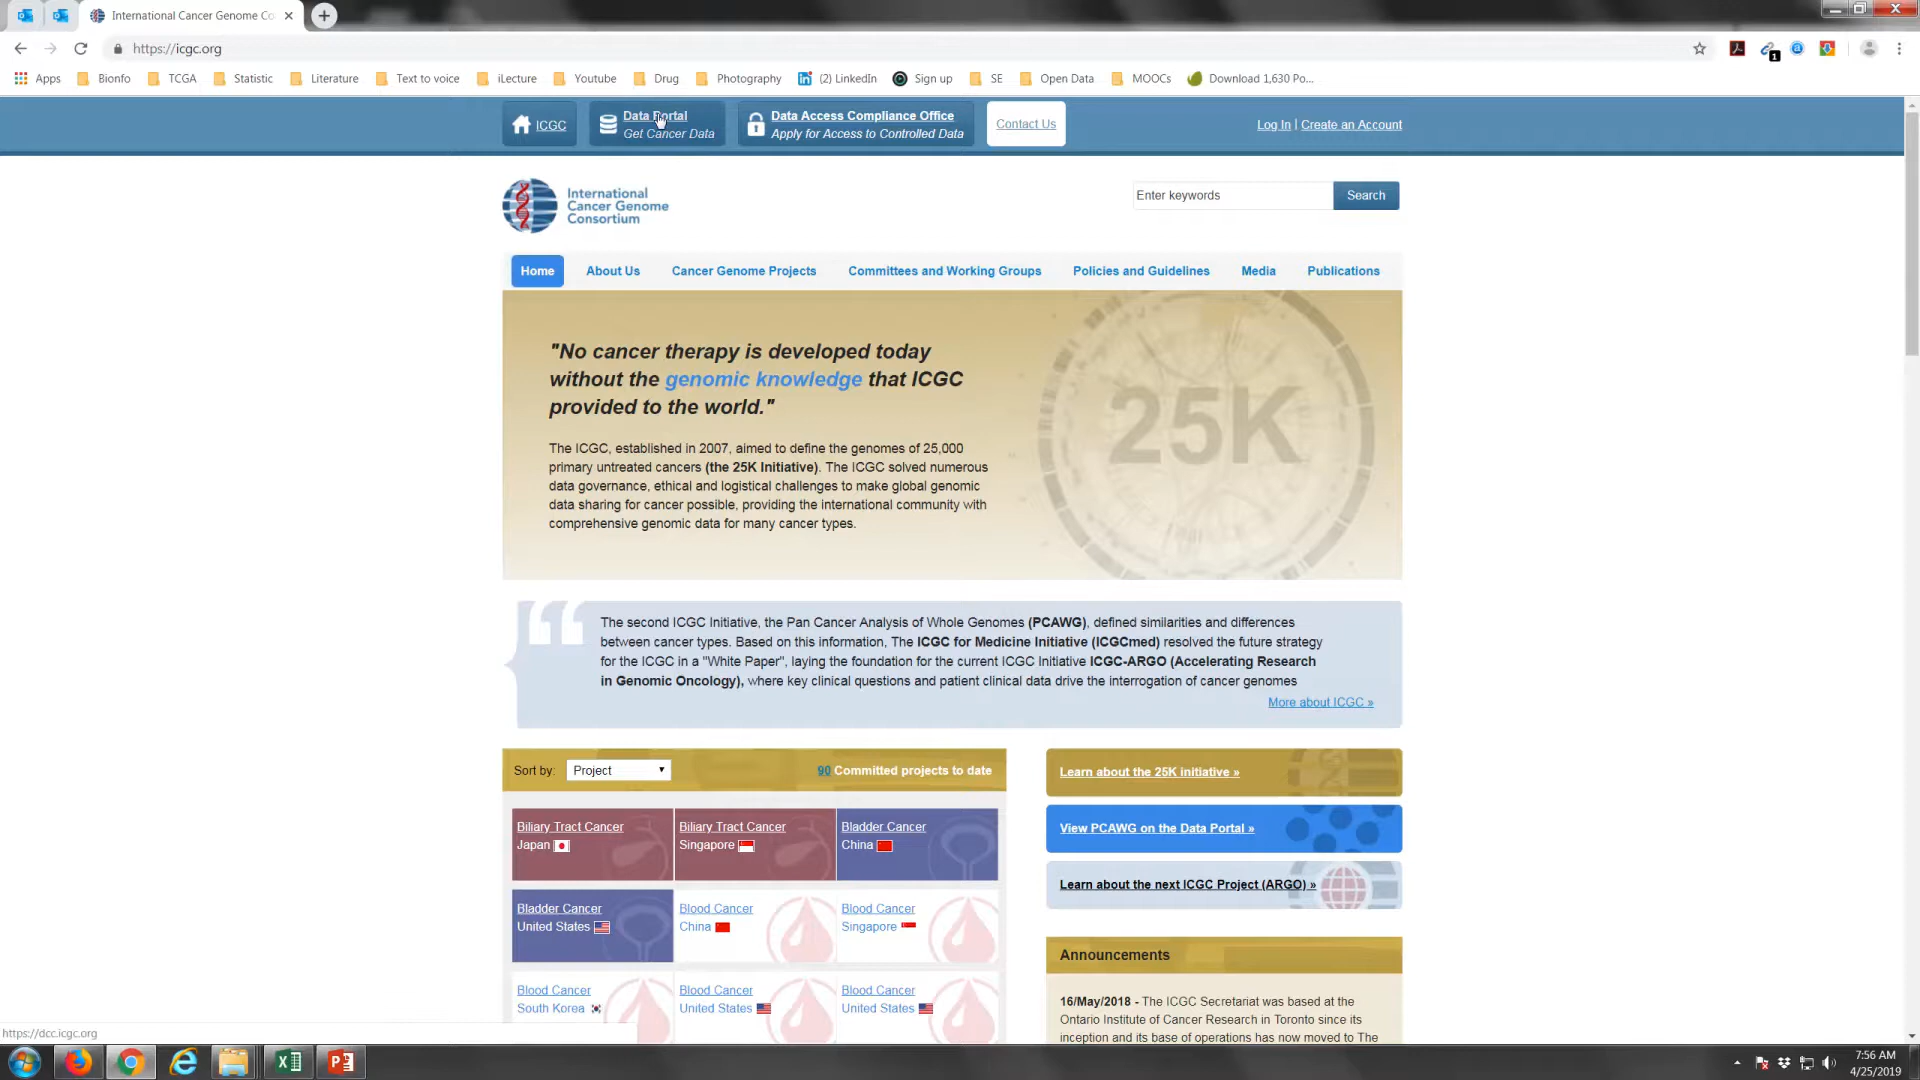 International Cancer Genome Co
https://icgc.org
Apps
Bionfo
TCGA
Statistic
Literature
Text to voice
iLecture
Youtube
Drug
Photography
(2) LinkedIn
Sign up
SE
Open Data
MOOCs
Download 1,630 Po...
1
ICGC
Data Portal
Get Cancer Data
Data Access Compliance Office
Apply for Access to Controlled Data
Contact Us
Log In | Create an Account
International
Cancer Genome
Consortium
Enter keywords
Search
Home
About Us
Cancer Genome Projects
Committees and Working Groups
Policies and Guidelines
Media
Publications
"No cancer therapy is developed today
without the genomic knowledge that ICGC
provided to the world."
25K
The ICGC, established in 2007, aimed to define the genomes of 25,000
primary untreated cancers (the 25K Initiative). The ICGC solved numerous
data governance, ethical and logistical challenges to make global genomic
data sharing for cancer possible, providing the international community with
comprehensive genomic data for many cancer types.
The second ICGC Initiative, the Pan Cancer Analysis of Whole Genomes (PCAWG), defined similarities and differences
between cancer types. Based on this information, The ICGC for Medicine Initiative (ICGCmed) resolved the future strategy
for the ICGC in a "White Paper", laying the foundation for the current ICGC Initiative ICGC-ARGO (Accelerating Research
in Genomic Oncology), where key clinical questions and patient clinical data drive the interrogation of cancer genomes
More about ICGC »
Sort by:
Project
90 Committed projects to date
Biliary Tract Cancer
Japan
Biliary Tract Cancer
Singapore
Bladder Cancer
China
Bladder Cancer
United States
Blood Cancer
China
Blood Cancer
Singapore
Blood Cancer
South Korea
Blood Cancer
United States
Blood Cancer
United States
Learn about the 25K initiative »
View PCAWG on the Data Portal »
Learn about the next ICGC Project (ARGO) »
Announcements
16/May/2018 - The ICGC Secretariat was based at the
Ontario Institute of Cancer Research in Toronto since its
inception and its base of operations has now moved to The
https://dcc.icgc.org
7:56 AM
4/25/2019